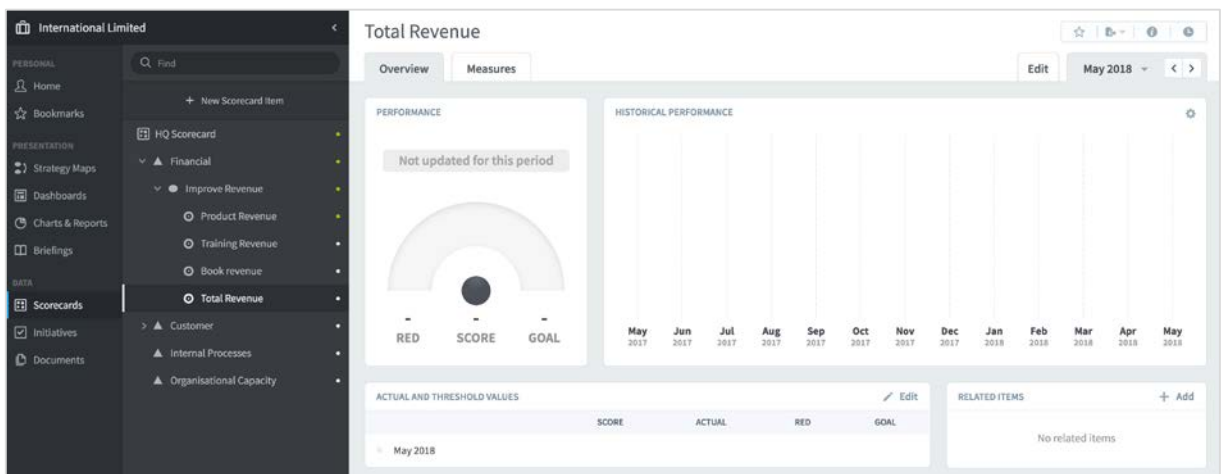 International Limited
PERSONAL
Home
Bookmarks
PRESENTATION
Strategy Maps
Dashboards
Charts & Reports
Briefings
DATA
Scorecards
Initiatives
Documents
Find
+ New Scorecard Item
HQ Scorecard
Financial
Improve Revenue
Product Revenue
Training Revenue
Book revenue
Total Revenue
Customer
Internal Processes
Organisational Capacity
Total Revenue
Overview Measures Edit May 2018
PERFORMANCE
Not updated for this period
- - -
RED SCORE GOAL
HISTORICAL PERFORMANCE
May Jun Jul Aug Sep Oct Nov Dec Jan Feb Mar Apr May
2017 2017 2017 2017 2017 2017 2017 2017 2018 2018 2018 2018 2018
ACTUAL AND THRESHOLD VALUES Edit
SCORE ACTUAL RED GOAL
May 2018
RELATED ITEMS + Add
No related items